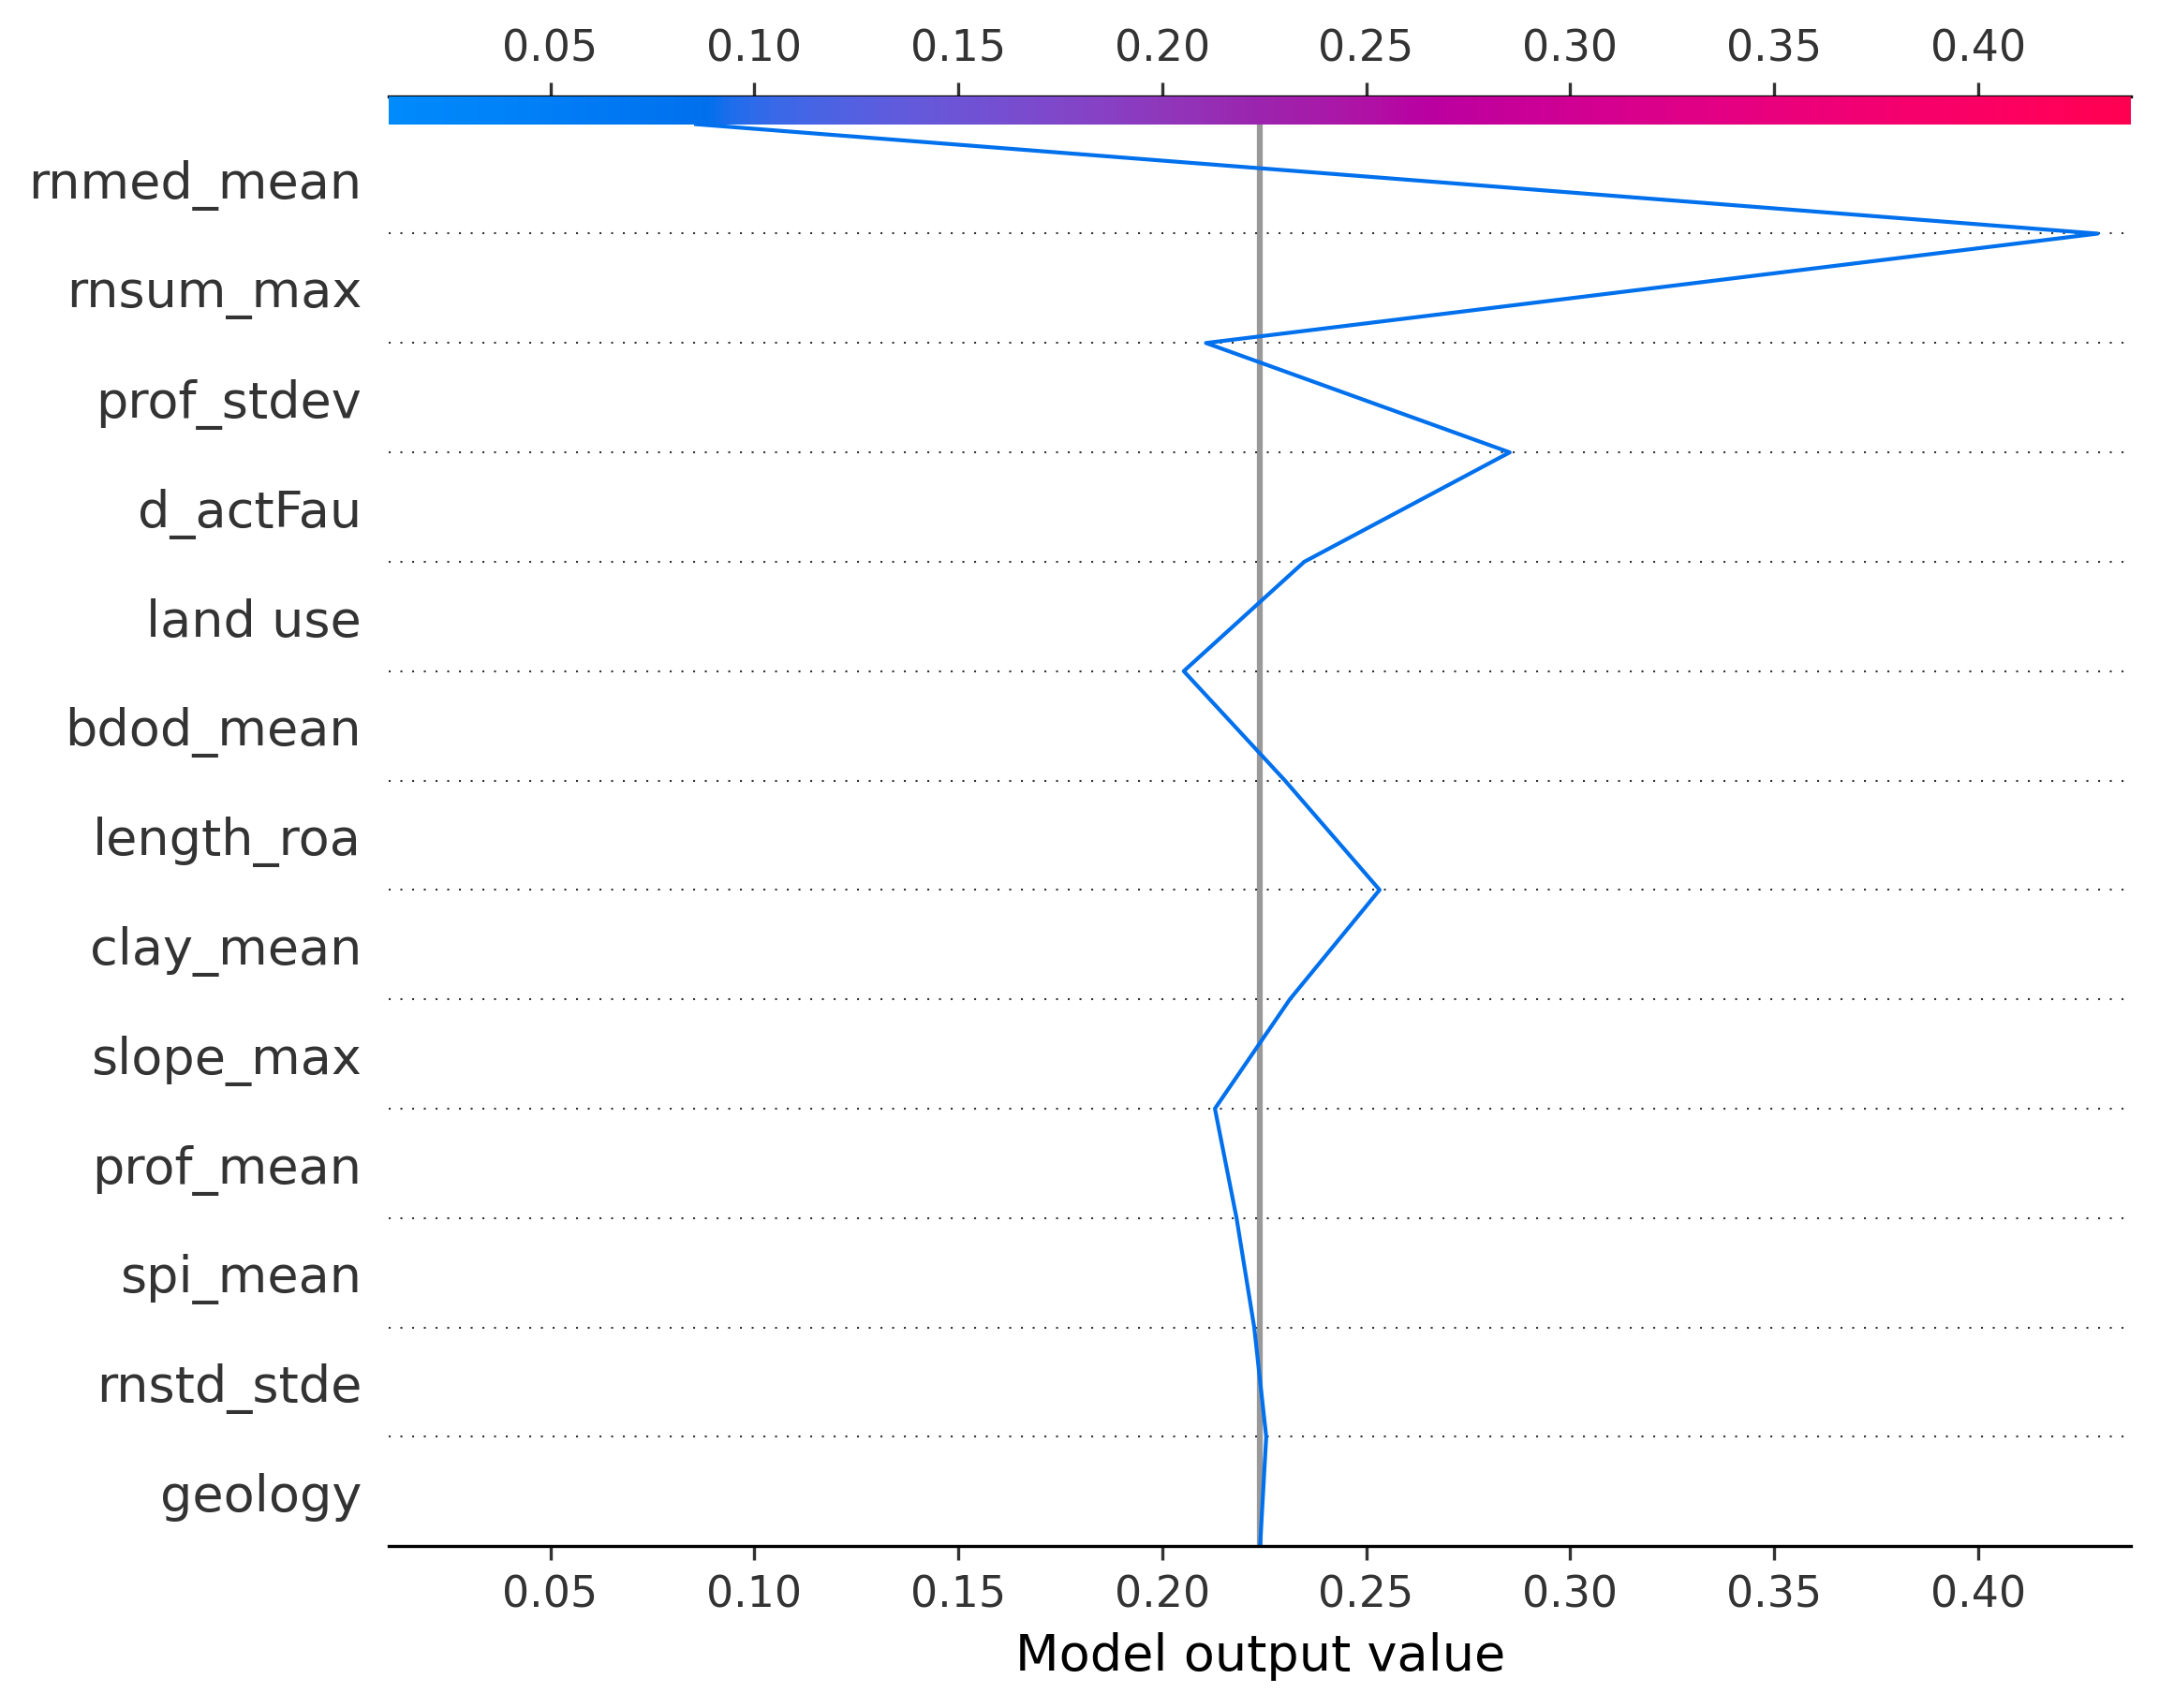 0.05 0.10 0.15 0.20 0.25 0.30 0.35 0.40
rnmed_mean
rnsum_max
prof_stdev
d_actFau
land use
bdod_mean
length_roa
clay_mean
slope_max
prof_mean
spi_mean
rnstd_stde
geology
0.05 0.10 0.15 0.20 0.25 0.30 0.35 0.40
Model output value